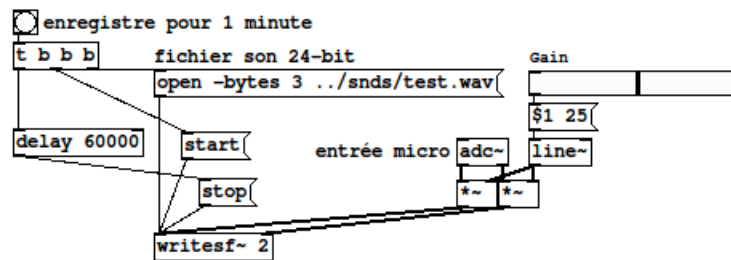 enregistre pour 1 minute
t b b b
fichier son 24-bit
Gain
open -bytes 3 ../snds/test.wav
$1 25
delay 60000
start
entrée micro
adc~
line~
stop
*~
*~
writesf~ 2